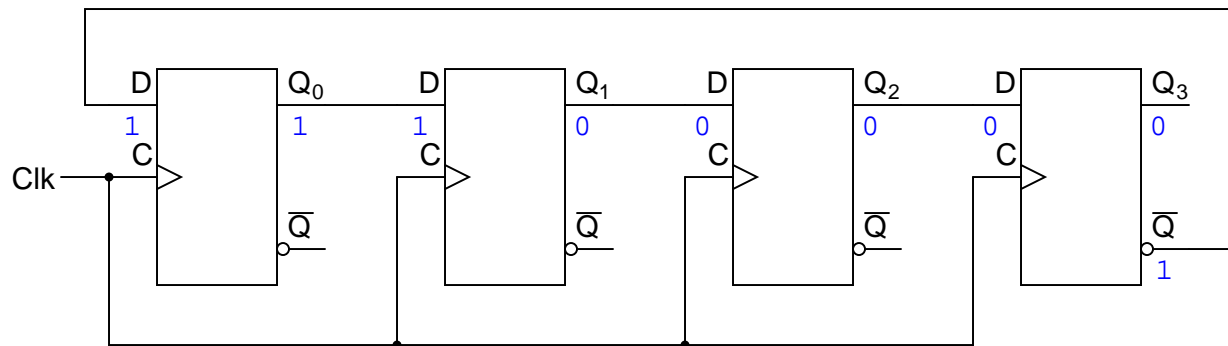 D Q₀ D Q₁ D Q₂ D Q₃
1 1 1 0 0 0 0 0
Clk C C C C
Q̅ Q̅ Q̅ Q̅
1